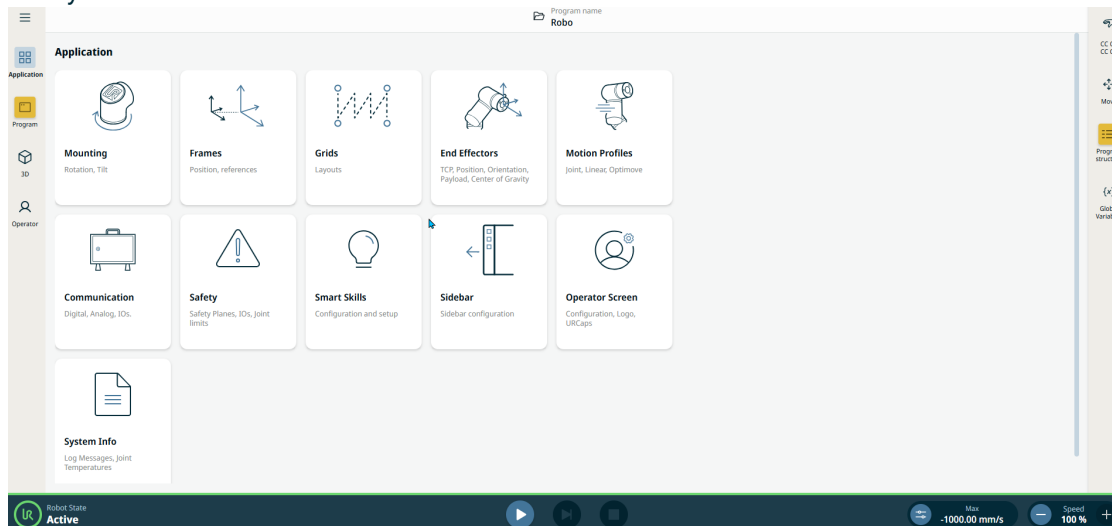 Program name
Robo
Application
Application
Program
3D
Operator
Mounting
Rotation, Tilt
Frames
Position, references
Grids
Layouts
End Effectors
TCP, Position, Orientation,
Payload, Center of Gravity
Motion Profiles
Joint, Linear, Optimove
Communication
Digital, Analog, IOs.
Safety
Safety Planes, IOs, Joint
limits
Smart Skills
Configuration and setup
Sidebar
Sidebar configuration
Operator Screen
Configuration, Logo,
URCaps
System Info
Log Messages, Joint
Temperatures
Robot State
Active
Max
-1000.00 mm/s
Speed
100 %